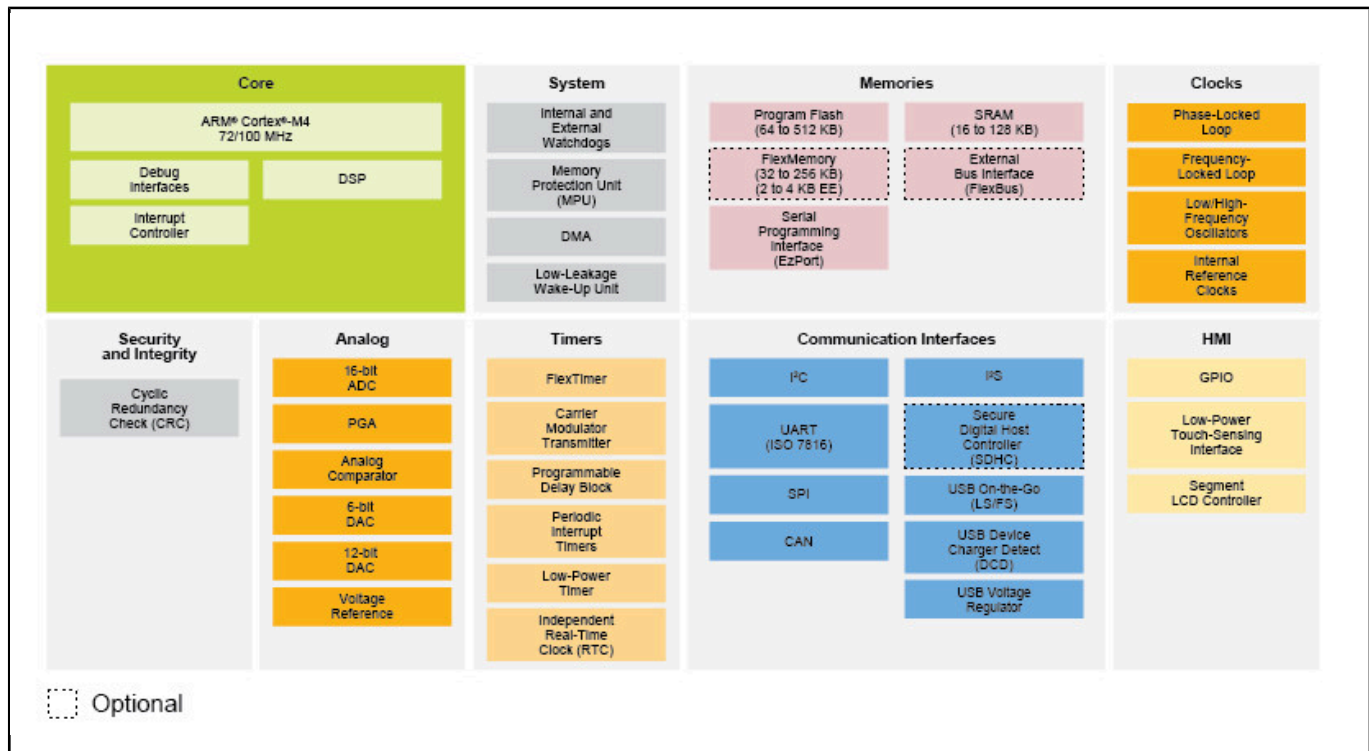 Core
ARM® Cortex®-M4
72/100 MHz
Debug
Interfaces
DSP
Interrupt
Controller
System
Internal and
External
Watchdogs
Memory
Protection Unit
(MPU)
DMA
Low-Leakage
Wake-Up Unit
Memories
Program Flash
(64 to 512 KB)
SRAM
(16 to 128 KB)
FlexMemory
(32 to 256 KB)
(2 to 4 KB EE)
External
Bus Interface
(FlexBus)
Serial
Programming
Interface
(EzPort)
Clocks
Phase-Locked
Loop
Frequency-
Locked Loop
Low/High-
Frequency
Oscillators
Internal
Reference
Clocks
Security
and Integrity
Cyclic
Redundancy
Check (CRC)
Analog
16-bit
ADC
PGA
Analog
Comparator
6-bit
DAC
12-bit
DAC
Voltage
Reference
Timers
FlexTimer
Carrier
Modulator
Transmitter
Programmable
Delay Block
Periodic
Interrupt
Timers
Low-Power
Timer
Independent
Real-Time
Clock (RTC)
Communication Interfaces
I²C
I²S
UART
(ISO 7816)
Secure
Digital Host
Controller
(SDHC)
SPI
USB On-the-Go
(LS/FS)
CAN
USB Device
Charger Detect
(DCD)
USB Voltage
Regulator
HMI
GPIO
Low-Power
Touch-Sensing
Interface
Segment
LCD Controller
Optional